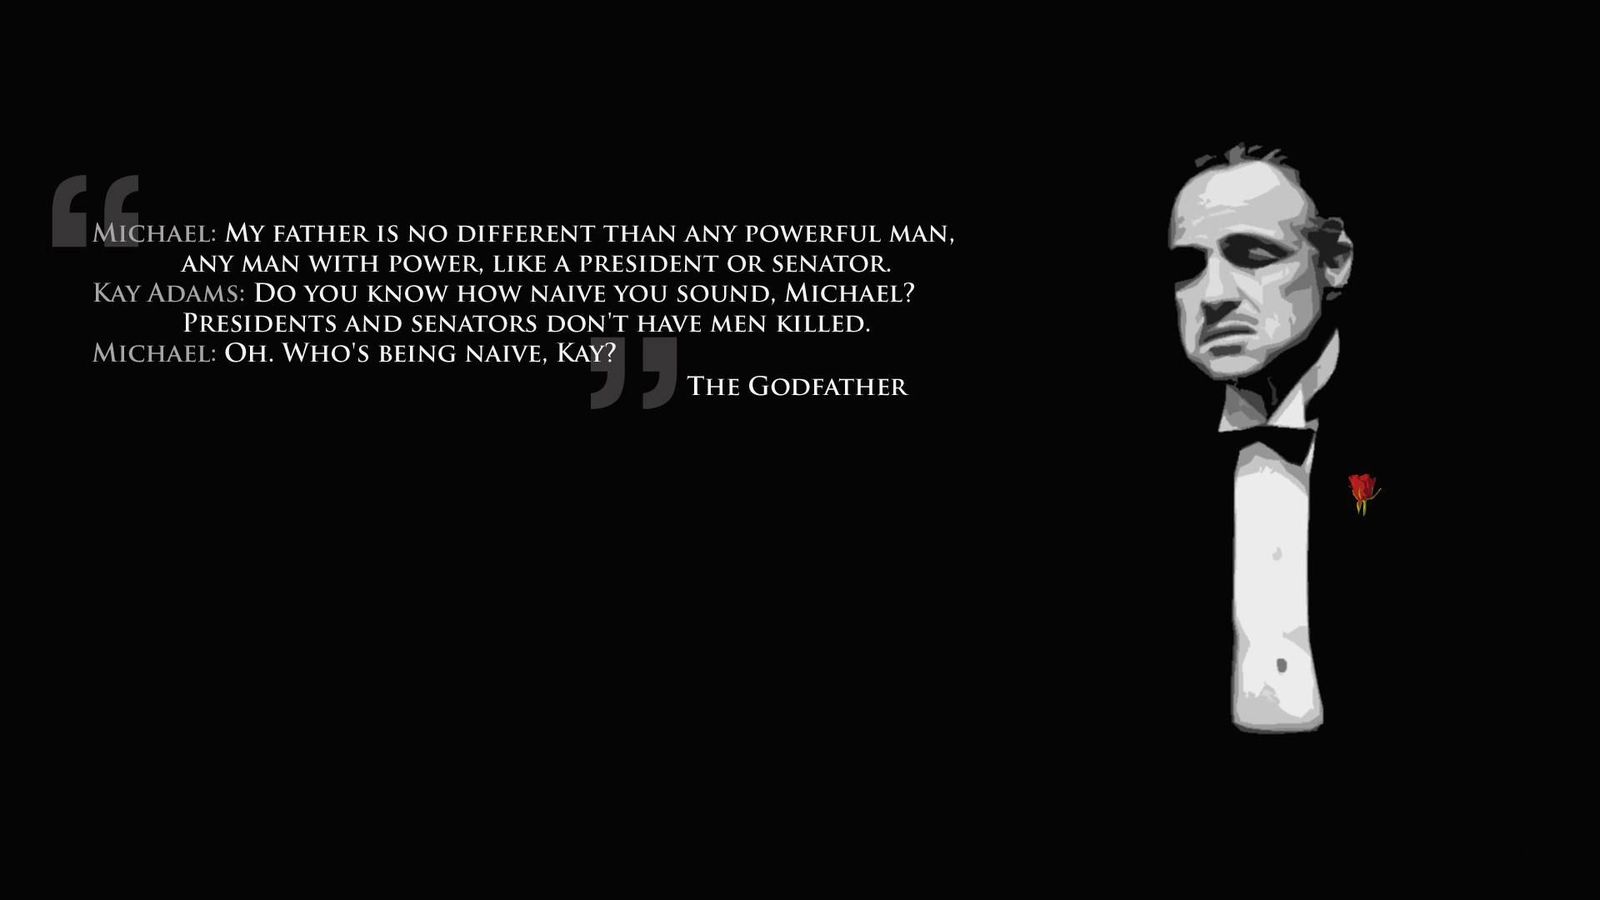 Michael: My father is no different than any powerful man,
any man with power, like a president or senator.
Kay Adams: Do you know how naive you sound, Michael?
Presidents and senators don't have men killed.
Michael: Oh. Who's being naive, Kay?
The Godfather